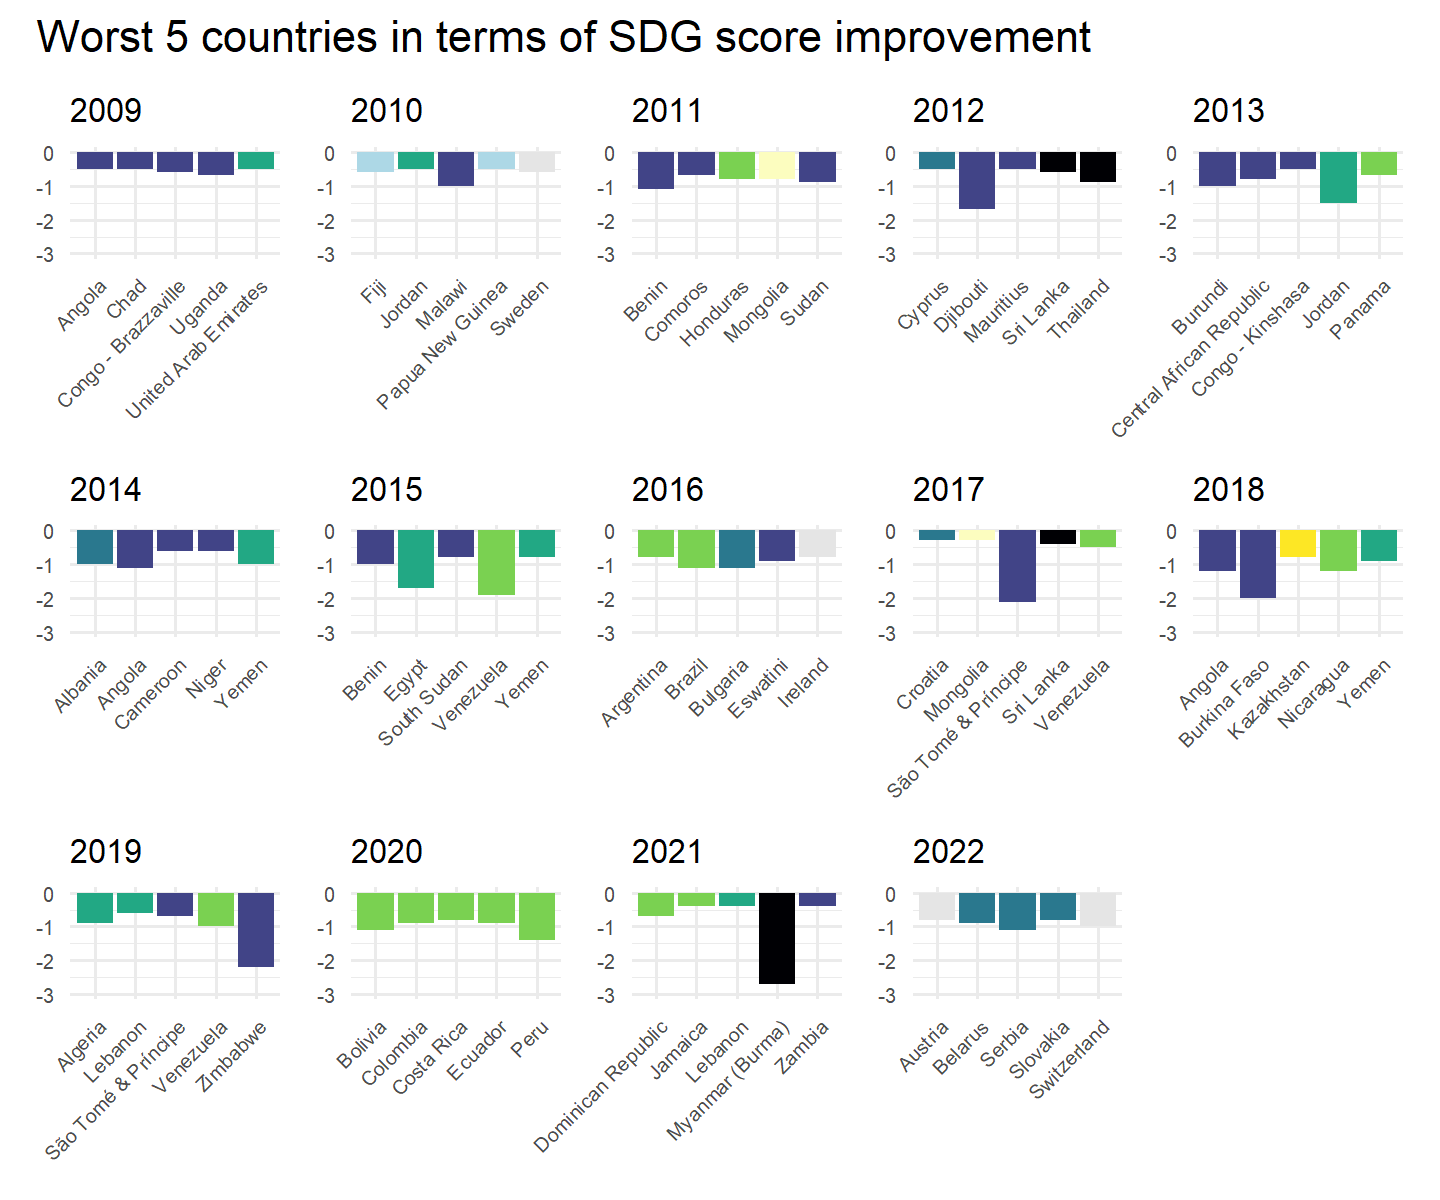 Worst 5 countries in terms of SDG score improvement
2009
0
-1
-2
-3
Angola
Chad
Congo - Brazzaville
Uganda
United Arab Emirates
2010
0
-1
-2
-3
Fiji
Jordan
Malawi
Papua New Guinea
Sweden
2011
0
-1
-2
-3
Benin
Comoros
Honduras
Mongolia
Sudan
2012
0
-1
-2
-3
Cyprus
Djibouti
Mauritius
Sri Lanka
Thailand
2013
0
-1
-2
-3
Burundi
Central African Republic
Congo - Kinshasa
Jordan
Panama
2014
0
-1
-2
-3
Albania
Angola
Cameroon
Niger
Yemen
2015
0
-1
-2
-3
Benin
Egypt
South Sudan
Venezuela
Yemen
2016
0
-1
-2
-3
Argentina
Brazil
Bulgaria
Eswatini
Ireland
2017
0
-1
-2
-3
Croatia
Mongolia
São Tomé & Príncipe
Sri Lanka
Venezuela
2018
0
-1
-2
-3
Angola
Burkina Faso
Kazakhstan
Nicaragua
Yemen
2019
0
-1
-2
-3
Algeria
Lebanon
São Tomé & Príncipe
Venezuela
Zimbabwe
2020
0
-1
-2
-3
Bolivia
Colombia
Costa Rica
Ecuador
Peru
2021
0
-1
-2
-3
Dominican Republic
Jamaica
Lebanon
Myanmar (Burma)
Zambia
2022
0
-1
-2
-3
Austria
Belarus
Serbia
Slovakia
Switzerland